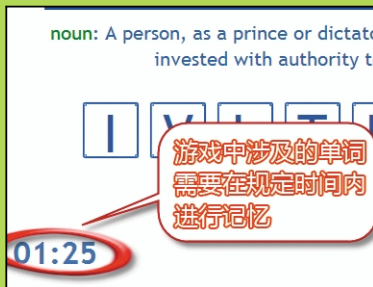 noun: A person, as a prince or dictato
invested with authority t
I V I T
游戏中涉及的单词
需要在规定时间内
进行记忆
01:25